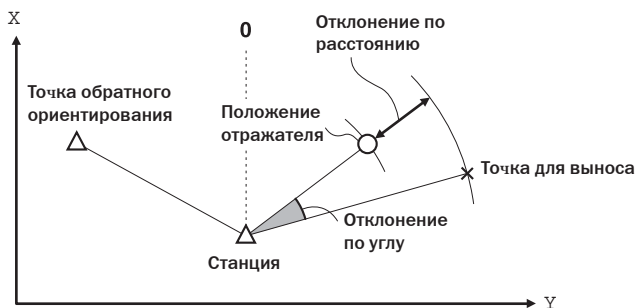 X
0
Отклонение по
расстоянию
Точка обратного
ориентирования
Положение
отражателя
Точка для выноса
Отклонение
по углу
Станция
Y